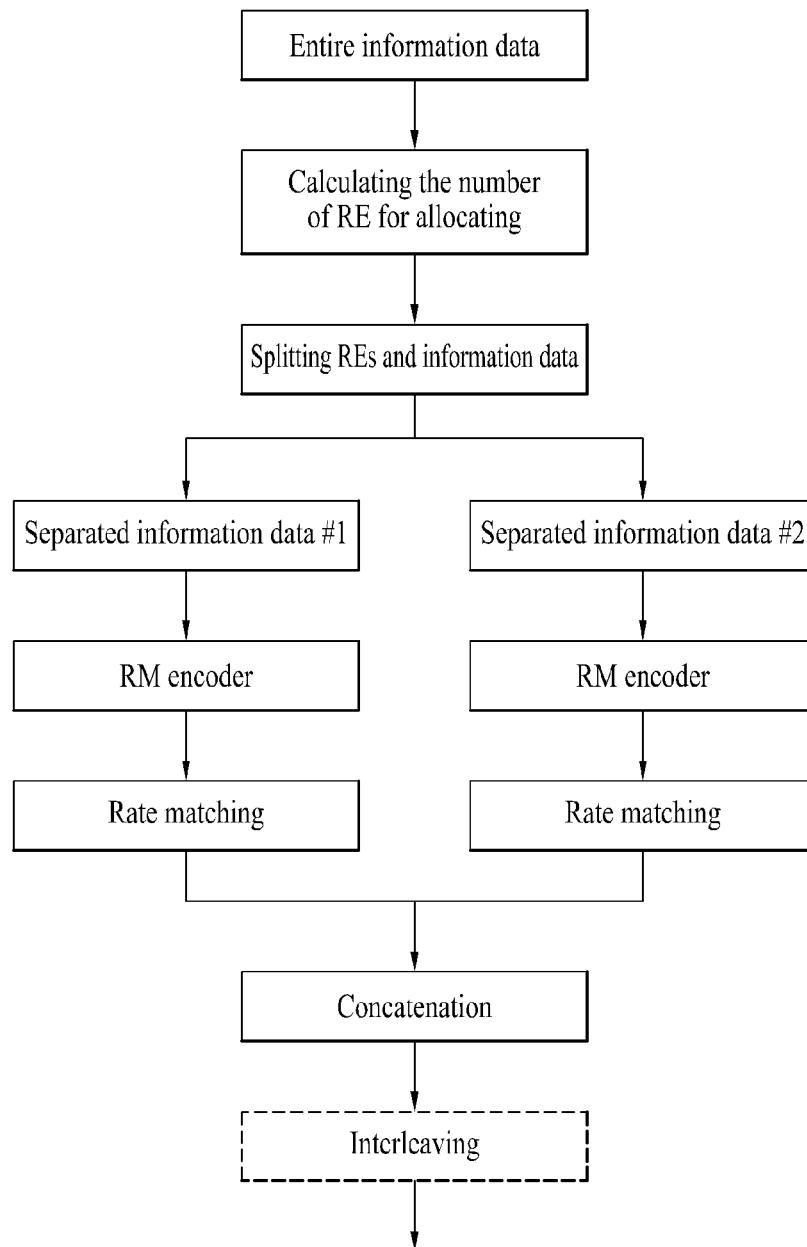 Entire information data
Calculating the number
of RE for allocating
Splitting REs and information data
Separated information data #1
Separated information data #2
RM encoder
RM encoder
Rate matching
Rate matching
Concatenation
Interleaving